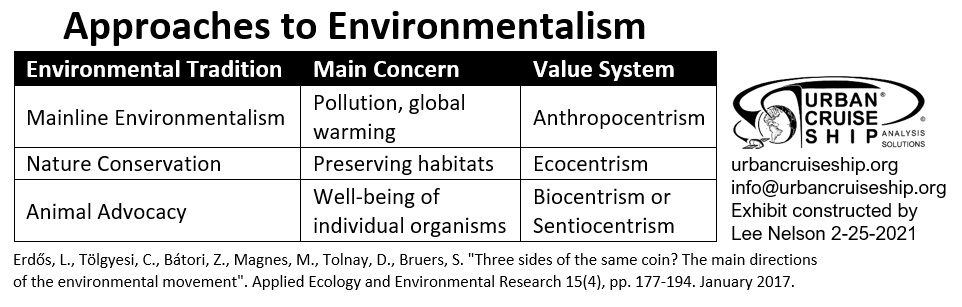 Approaches to Environmentalism
Environmental Tradition Main Concern Value System
Mainline Environmentalism Pollution, global warming Anthropocentrism
Nature Conservation Preserving habitats Ecocentrism
Animal Advocacy Well-being of individual organisms Biocentrism or Sentiocentrism
URBAN®
CRUISE
SHIP ANALYSIS SOLUTIONS ©
urbancruiseship.org
info@urbancruiseship.org
Exhibit constructed by
Lee Nelson 2-25-2021
Erdős, L., Tölgyesi, C., Bátori, Z., Magnes, M., Tolnay, D., Bruers, S. "Three sides of the same coin? The main directions
of the environmental movement". Applied Ecology and Environmental Research 15(4), pp. 177-194. January 2017.